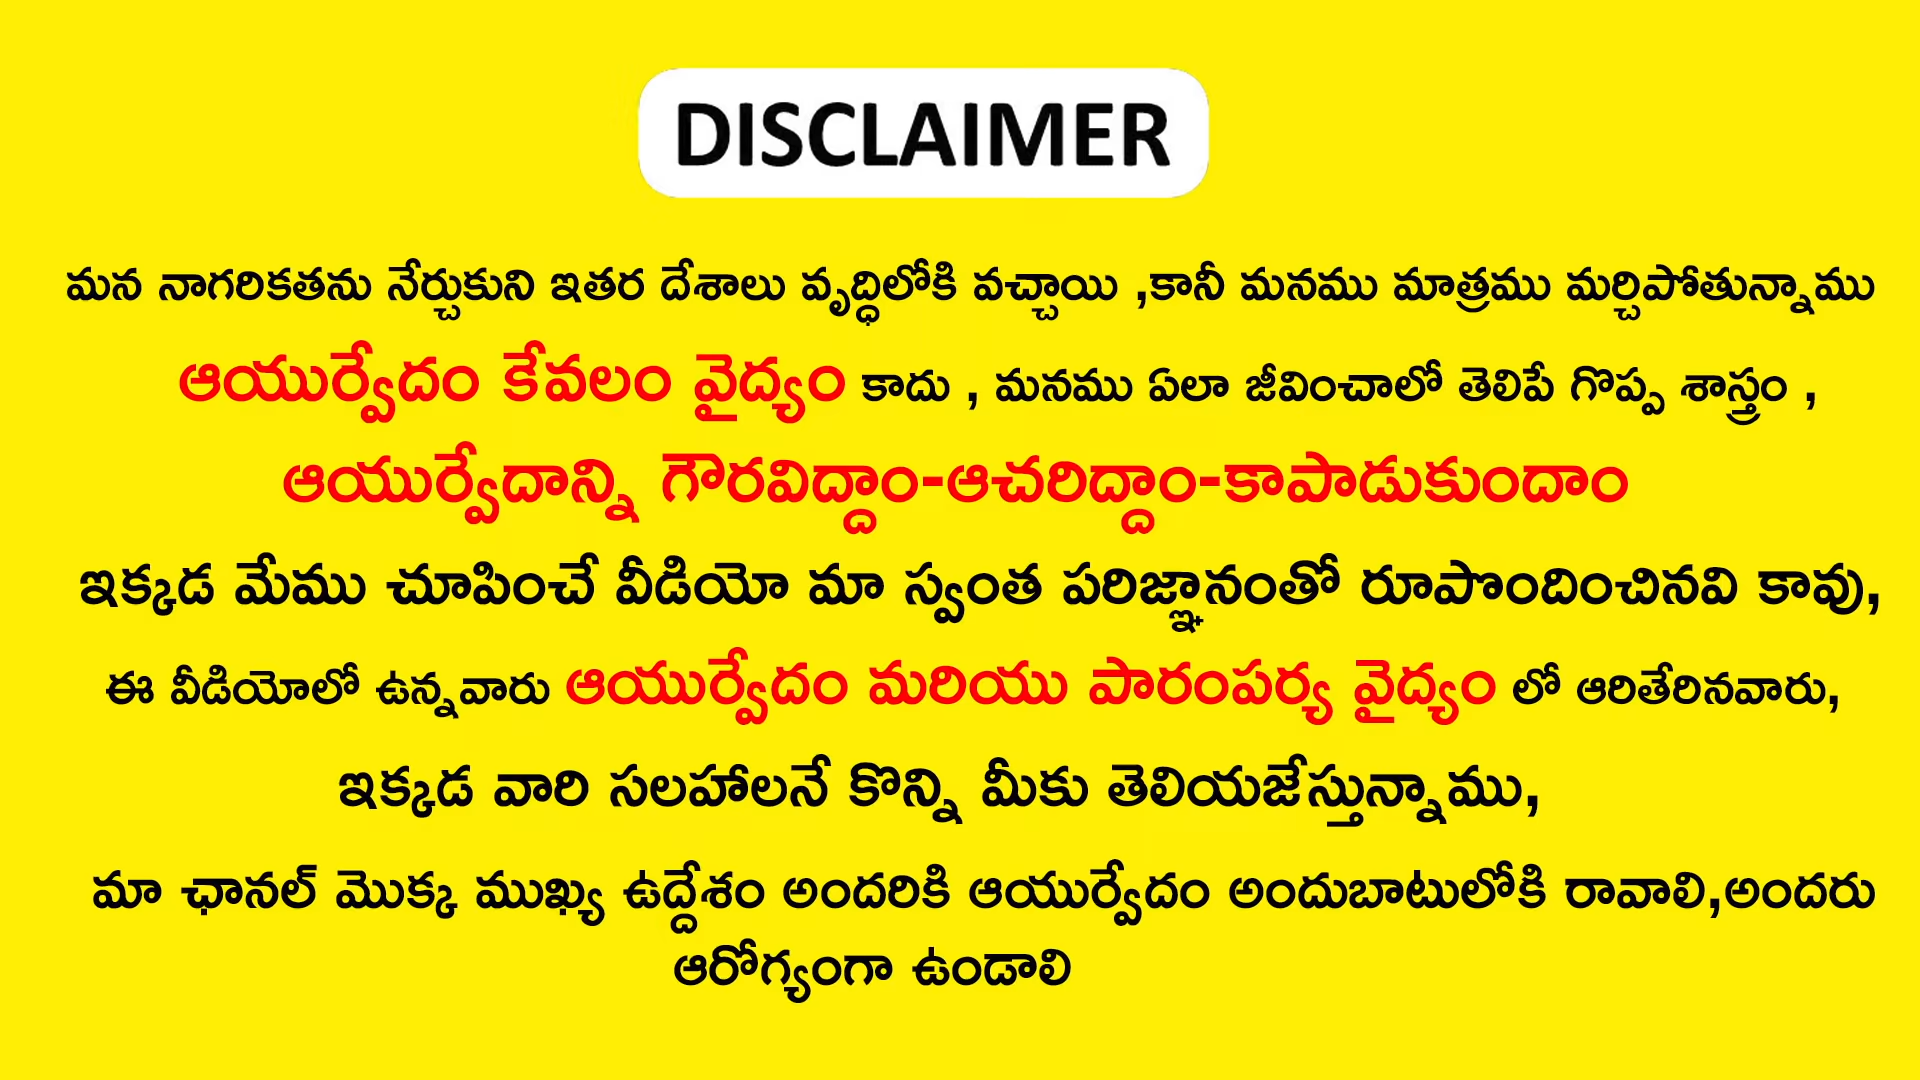 DISCLAIMER
మన నాగరికతను నేర్చుకుని ఇతర దేశాలు వృద్ధిలోకి వచ్చాయి ,కానీ మనము మాత్రము మర్చిపోతున్నాము
ఆయుర్వేదం కేవలం వైద్యం కాదు , మనము ఏలా జీవించాలో తెలిపే గొప్ప శాస్త్రం ,
ఆయుర్వేదాన్ని గౌరవిద్దాం-ఆచరిద్దాం-కాపాడుకుందాం
ఇక్కడ మేము చూపించే వీడియో మా స్వంత పరిజ్ఞానంతో రూపొందించినవి కావు,
ఈ వీడియోలో ఉన్నవారు ఆయుర్వేదం మరియు పారంపర్య వైద్యం లో ఆరితేరినవారు,
ఇక్కడ వారి సలహాలనే కొన్ని మీకు తెలియజేస్తున్నాము,
మా ఛానల్ మొక్క ముఖ్య ఉద్దేశం అందరికి ఆయుర్వేదం అందుబాటులోకి రావాలి,అందరు
ఆరోగ్యంగా ఉండాలి